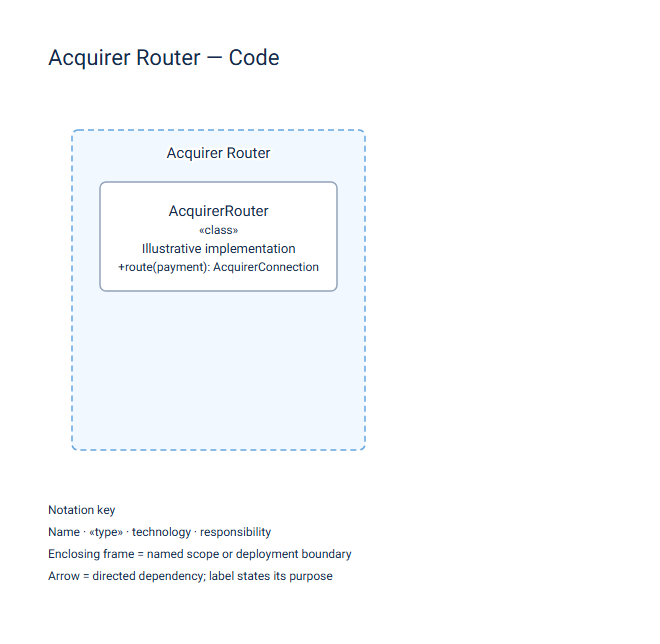 Acquirer Router — Code
Acquirer Router
AcquirerRouter
«class»
Illustrative implementation
+route(payment): AcquirerConnection
Notation key
Name · «type» · technology · responsibility
Enclosing frame = named scope or deployment boundary
Arrow = directed dependency; label states its purpose